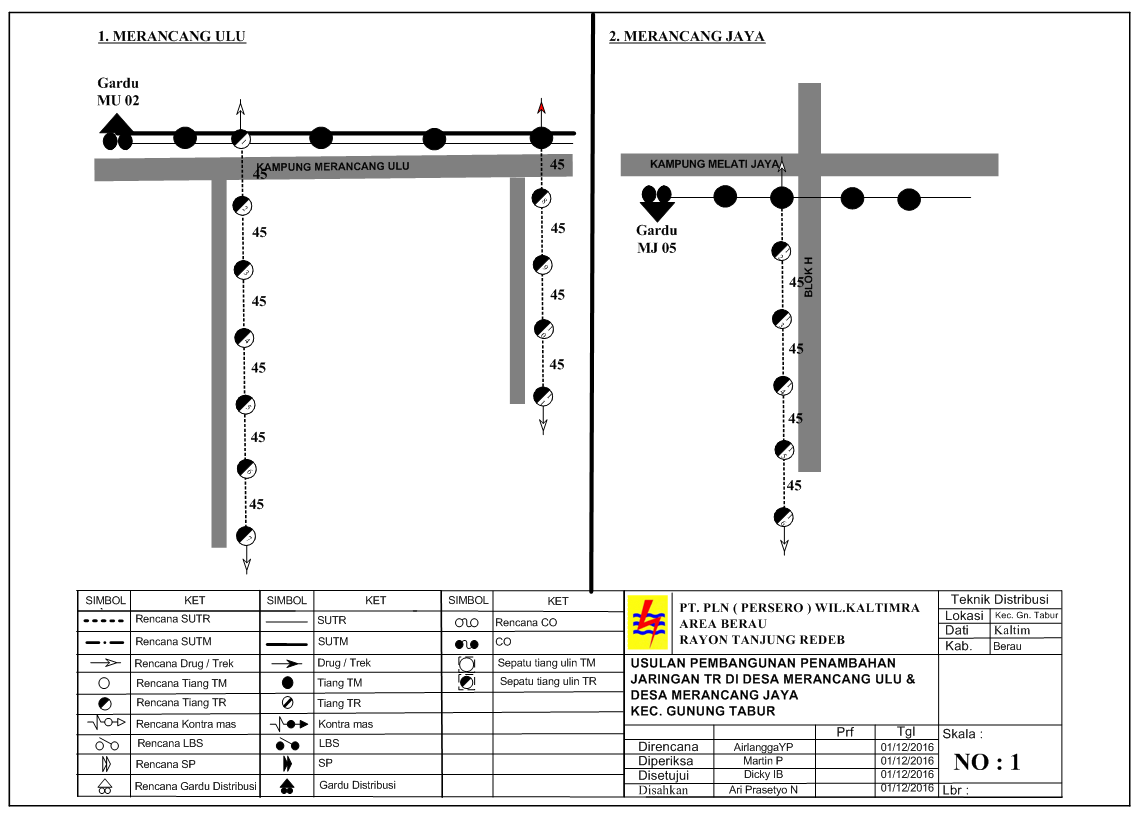 1. MERANCANG ULU
Gardu
MU 02
KAMPUNG MERANCANG ULU
45
45
45
45
45
45
45
45
45
45
2. MERANCANG JAYA
KAMPUNG MELATI JAYA
Gardu
MJ 05
BLOK H
45
45
45
45
SIMBOL KET SIMBOL KET SIMBOL KET
Rencana SUTR SUTR Rencana CO
Rencana SUTM SUTM CO
Rencana Drug / Trek Drug / Trek Sepatu tiang ulin TM
Rencana Tiang TM Tiang TM Sepatu tiang ulin TR
Rencana Tiang TR Tiang TR
Rencana Kontra mas Kontra mas
Rencana LBS LBS
Rencana SP SP
Rencana Gardu Distribusi Gardu Distribusi
PT. PLN ( PERSERO ) WIL.KALTIMRA
AREA BERAU
RAYON TANJUNG REDEB
Teknik Distribusi
Lokasi Kec. Gn. Tabur
Dati Kaltim
Kab. Berau
USULAN PEMBANGUNAN PENAMBAHAN
JARINGAN TR DI DESA MERANCANG ULU &
DESA MERANCANG JAYA
KEC. GUNUNG TABUR
Prf Tgl
Direncana AirlanggaYP 01/12/2016
Diperiksa Martin P 01/12/2016
Disetujui Dicky IB 01/12/2016
Disahkan Ari Prasetyo N 01/12/2016
Skala :
NO : 1
Lbr :